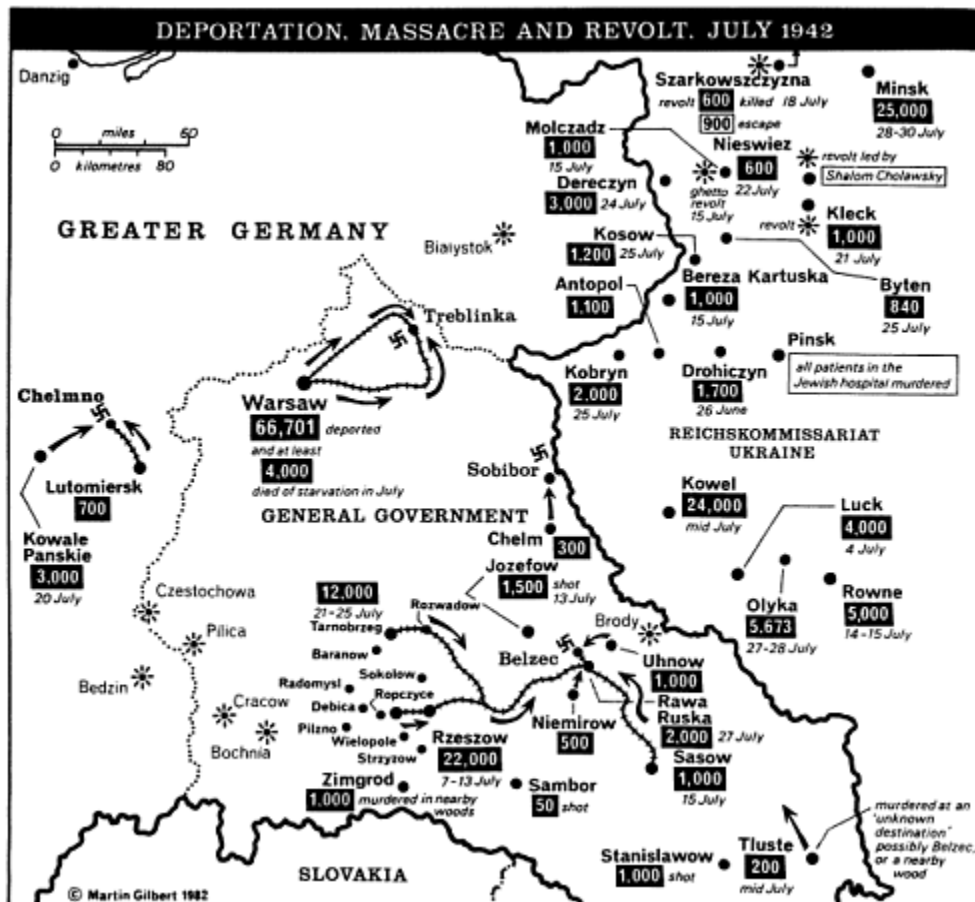 DEPORTATION. MASSACRE AND REVOLT. JULY 1942
Danzig
0 miles 60
0 kilometres 80
Szarkowszczyzna
revolt 600 killed 18 July
900 escape
Minsk
25,000
28-30 July
Molczadz
1,000
15 July
Nieswiez
600
22 July
revolt led by
Shalom Cholawsky
Dereczyn
3,000 24 July
ghetto
revolt
15 July
revolt
Kleck
1,000
21 July
GREATER GERMANY
Bialystok
Kosow
1.200 25 July
Antopol
1.100
Bereza Kartuska
1,000
15 July
Byten
840
25 July
Treblinka
Kobryn
2.000
25 July
Drohiczyn
1.700
26 June
Pinsk
all patients in the
Jewish hospital murdered
Chelmno
Warsaw
66,701 deported
and at least
4,000
died of starvation in July
REICHSKOMMISSARIAT
UKRAINE
Lutomiersk
700
Sobibor
GENERAL GOVERNMENT
Kowel
24,000
mid July
Luck
4,000
4 July
Kowale
Panskie
3,000
20 July
Chelm 300
Jozefow
1,500 shot
13 July
Olyka
5.673
27-28 July
Rowne
5,000
14-15 July
Czestochowa
Pilica
Bedzin
Cracow
Bochnia
12,000
21-25 July
Tarnobrzeg
Rozwadow
Baranow
Sokolow
Radomysl
Ropczyce
Debica
Pilzno
Wielopole
Strzyzow
Rzeszow
22,000
7-13 July
Brody
Belzec
Uhnow
1,000
Rawa
Ruska
2,000 27 July
Niemirow
500
Sasow
1,000
15 July
Zimgrod
1.000 murdered in nearby
woods
Sambor
50 shot
murdered at an
'unknown
destination'
possibly Belzec,
or a nearby
wood
Stanislawow
1,000 shot
Tluste
200
mid July
SLOVAKIA
© Martin Gilbert 1982